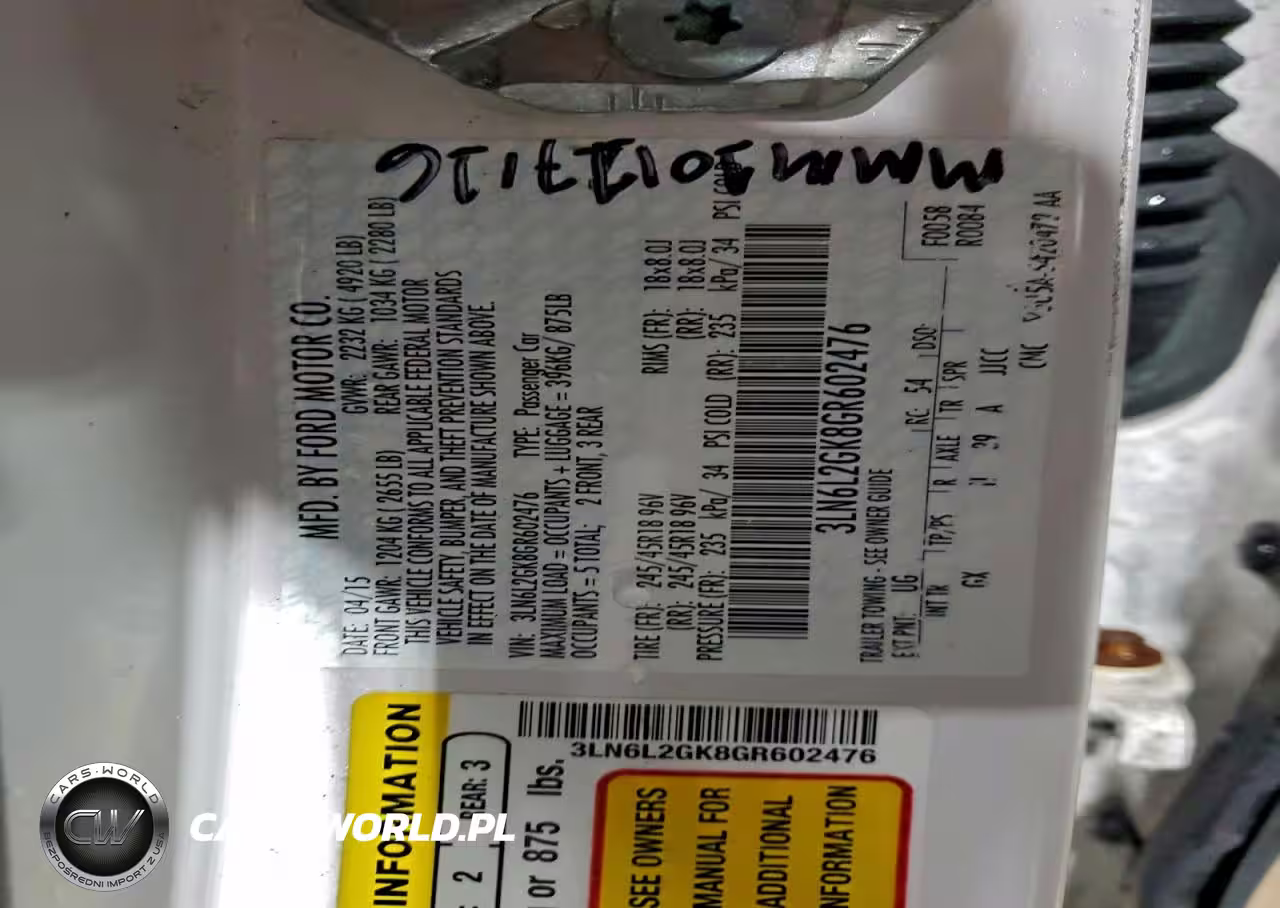 MFD. BY FORD MOTOR CO.
DATE: 04/15 GVWR: 2232 KG ( 4920 LB)
FRONT GAWR: 1204 KG ( 2655 LB) REAR GAWR: 1034 KG ( 2280 LB)
THIS VEHICLE CONFORMS TO ALL APPLICABLE FEDERAL MOTOR
VEHICLE SAFETY, BUMPER, AND THEFT PREVENTION STANDARDS
IN EFFECT ON THE DATE OF MANUFACTURE SHOWN ABOVE.
VIN: 3LN6L2GK8GR602476 TYPE: Passenger Car
MAXIMUM LOAD = OCCUPANTS + LUGGAGE = 396KG/ 875LB
OCCUPANTS = 5 TOTAL; 2 FRONT, 3 REAR
TIRE (FR): 245/45R18 96V RIMS (FR): 18x8.0J
(RR): 245/45R18 96V (RR): 18x8.0J
PRESSURE (FR): 235 kPa/ 34 PSI COLD (RR): 235 kPa/ 34 PSI COLD
3LN6L2GK8GR602476
TRAILER TOWING - SEE OWNER GUIDE
EXT PNT: UG RC: 54 DSO: F0058
R0084
INT TR TP/PS R AXLE TR SPR
GX A JJCC
CMC
INFORMATION
2 REAR: 3
or 875 lbs.
3LN6L2GK8GR602476
SEE OWNERS
MANUAL FOR
ADDITIONAL
INFORMATION
CARS-WORLD
CW
BEZPOŚREDNI IMPORT Z USA
CARS-WORLD.PL